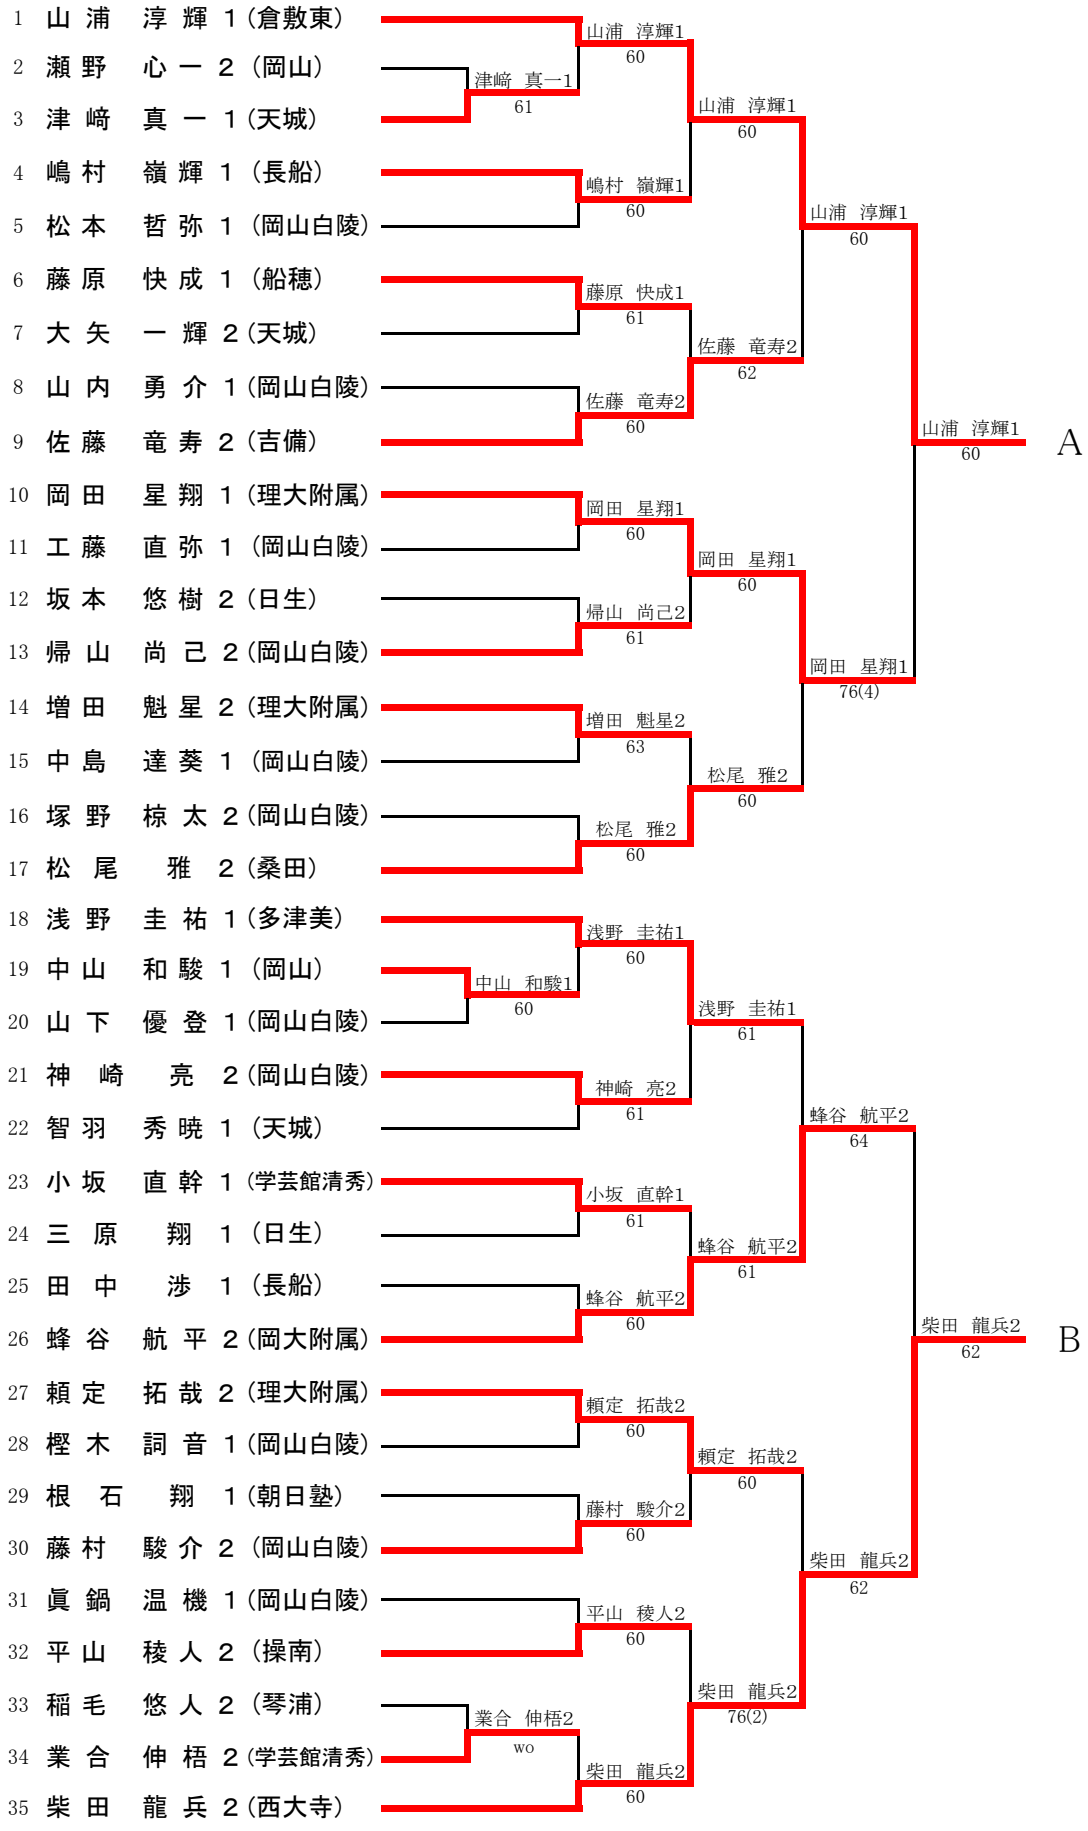 1 山浦 淳輝 1 (倉敷東)
2 瀬野 心一 2 (岡山)
3 津﨑 真一 1 (天城)
4 嶋村 嶺輝 1 (長船)
5 松本 哲弥 1 (岡山白陵)
6 藤原 快成 1 (船穂)
7 大矢 一輝 2 (天城)
8 山内 勇介 1 (岡山白陵)
9 佐藤 竜寿 2 (吉備)
10 岡田 星翔 1 (理大附属)
11 工藤 直弥 1 (岡山白陵)
12 坂本 悠樹 2 (日生)
13 帰山 尚己 2 (岡山白陵)
14 増田 魁星 2 (理大附属)
15 中島 達葵 1 (岡山白陵)
16 塚野 椋太 2 (岡山白陵)
17 松尾 雅 2 (桑田)
18 浅野 圭祐 1 (多津美)
19 中山 和駿 1 (岡山)
20 山下 優登 1 (岡山白陵)
21 神崎 亮 2 (岡山白陵)
22 智羽 秀暁 1 (天城)
23 小坂 直幹 1 (学芸館清秀)
24 三原 翔 1 (日生)
25 田中 渉 1 (長船)
26 蜂谷 航平 2 (岡大附属)
27 頼定 拓哉 2 (理大附属)
28 樫木 詞音 1 (岡山白陵)
29 根石 翔 1 (朝日塾)
30 藤村 駿介 2 (岡山白陵)
31 眞鍋 温機 1 (岡山白陵)
32 平山 稜人 2 (操南)
33 稲毛 悠人 2 (琴浦)
34 業合 伸梧 2 (学芸館清秀)
35 柴田 龍兵 2 (西大寺)
津﨑 真一1
61
中山 和駿1
60
業合 伸梧2
wo
山浦 淳輝1
60
嶋村 嶺輝1
60
藤原 快成1
61
佐藤 竜寿2
60
岡田 星翔1
60
帰山 尚己2
61
増田 魁星2
63
松尾 雅2
60
浅野 圭祐1
60
神崎 亮2
61
小坂 直幹1
61
蜂谷 航平2
60
頼定 拓哉2
60
藤村 駿介2
60
平山 稜人2
60
柴田 龍兵2
60
山浦 淳輝1
60
佐藤 竜寿2
62
岡田 星翔1
60
松尾 雅2
60
浅野 圭祐1
61
蜂谷 航平2
61
頼定 拓哉2
60
柴田 龍兵2
76(2)
山浦 淳輝1
60
岡田 星翔1
76(4)
蜂谷 航平2
64
柴田 龍兵2
62
山浦 淳輝1
60
A
柴田 龍兵2
62
B